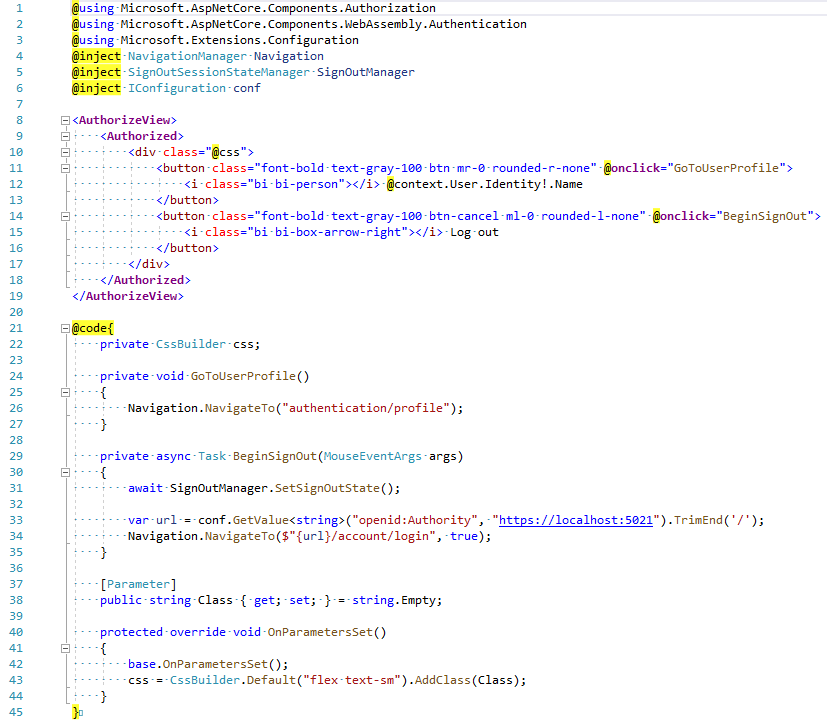 1 @using Microsoft.AspNetCore.Components.Authorization
2 @using Microsoft.AspNetCore.Components.WebAssembly.Authentication
3 @using Microsoft.Extensions.Configuration
4 @inject NavigationManager Navigation
5 @inject SignOutSessionStateManager SignOutManager
6 @inject IConfiguration conf
7
8 <AuthorizeView>
9     <Authorized>
10         <div class="@css">
11             <button class="font-bold text-gray-100 btn mr-0 rounded-r-none" @onclick="GoToUserProfile">
12                 <i class="bi bi-person"></i> @context.User.Identity!.Name
13             </button>
14             <button class="font-bold text-gray-100 btn-cancel ml-0 rounded-l-none" @onclick="BeginSignOut">
15                 <i class="bi bi-box-arrow-right"></i> Log out
16             </button>
17         </div>
18     </Authorized>
19 </AuthorizeView>
20
21 @code{
22     private CssBuilder css;
23
24     private void GoToUserProfile()
25     {
26         Navigation.NavigateTo("authentication/profile");
27     }
28
29     private async Task BeginSignOut(MouseEventArgs args)
30     {
31         await SignOutManager.SetSignOutState();
32
33         var url = conf.GetValue<string>("openid:Authority", "https://localhost:5021").TrimEnd('/');
34         Navigation.NavigateTo($"{url}/account/login", true);
35     }
36
37     [Parameter]
38     public string Class { get; set; } = string.Empty;
39
40     protected override void OnParametersSet()
41     {
42         base.OnParametersSet();
43         css = CssBuilder.Default("flex text-sm").AddClass(Class);
44     }
45 }